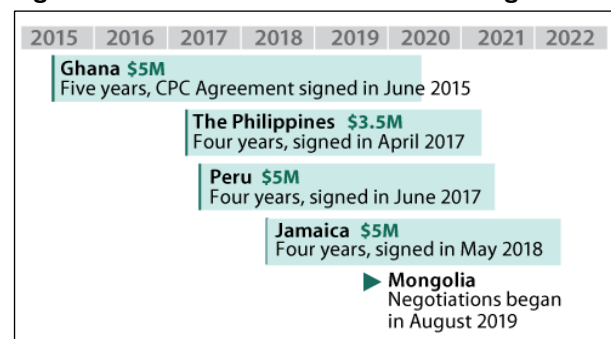 2015 2016 2017 2018 2019 2020 2021 2022
Ghana $5M
Five years, CPC Agreement signed in June 2015
The Philippines $3.5M
Four years, signed in April 2017
Peru $5M
Four years, signed in June 2017
Jamaica $5M
Four years, signed in May 2018
Mongolia
Negotiations began
in August 2019